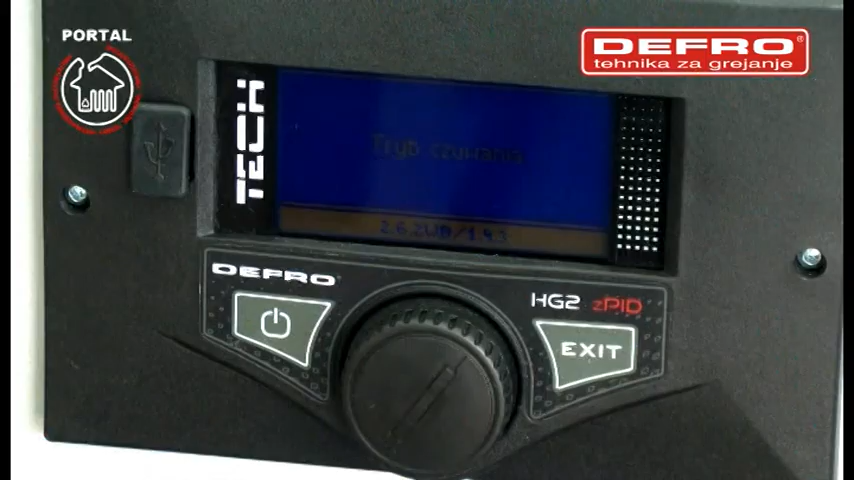 PORTAL
DEFRO®
tehnika za grejanje
TECH
Tryb czuwania
DEFRO
HG2 zPID
EXIT